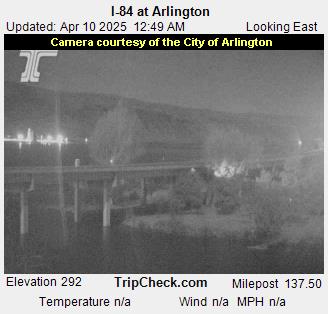 I-84 at Arlington
Updated: Apr 10 2025 12:49 AM Looking East
Camera courtesy of the City of Arlington
Elevation 292 TripCheck.com Milepost 137.50
Temperature n/a Wind n/a MPH n/a